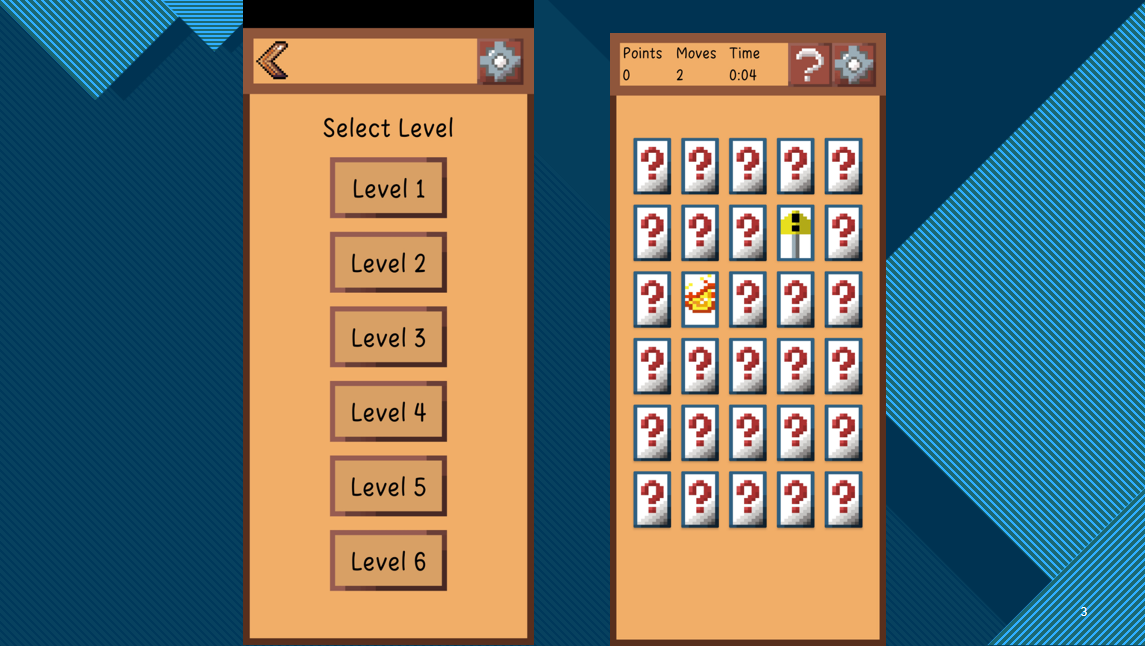 Select Level
Level 1
Level 2
Level 3
Level 4
Level 5
Level 6
Points Moves Time
0 2 0:04
?
? ? ? ? ?
? ? ? ! ?
? ? ? ?
? ? ? ? ?
? ? ? ? ?
? ? ? ? ?
3